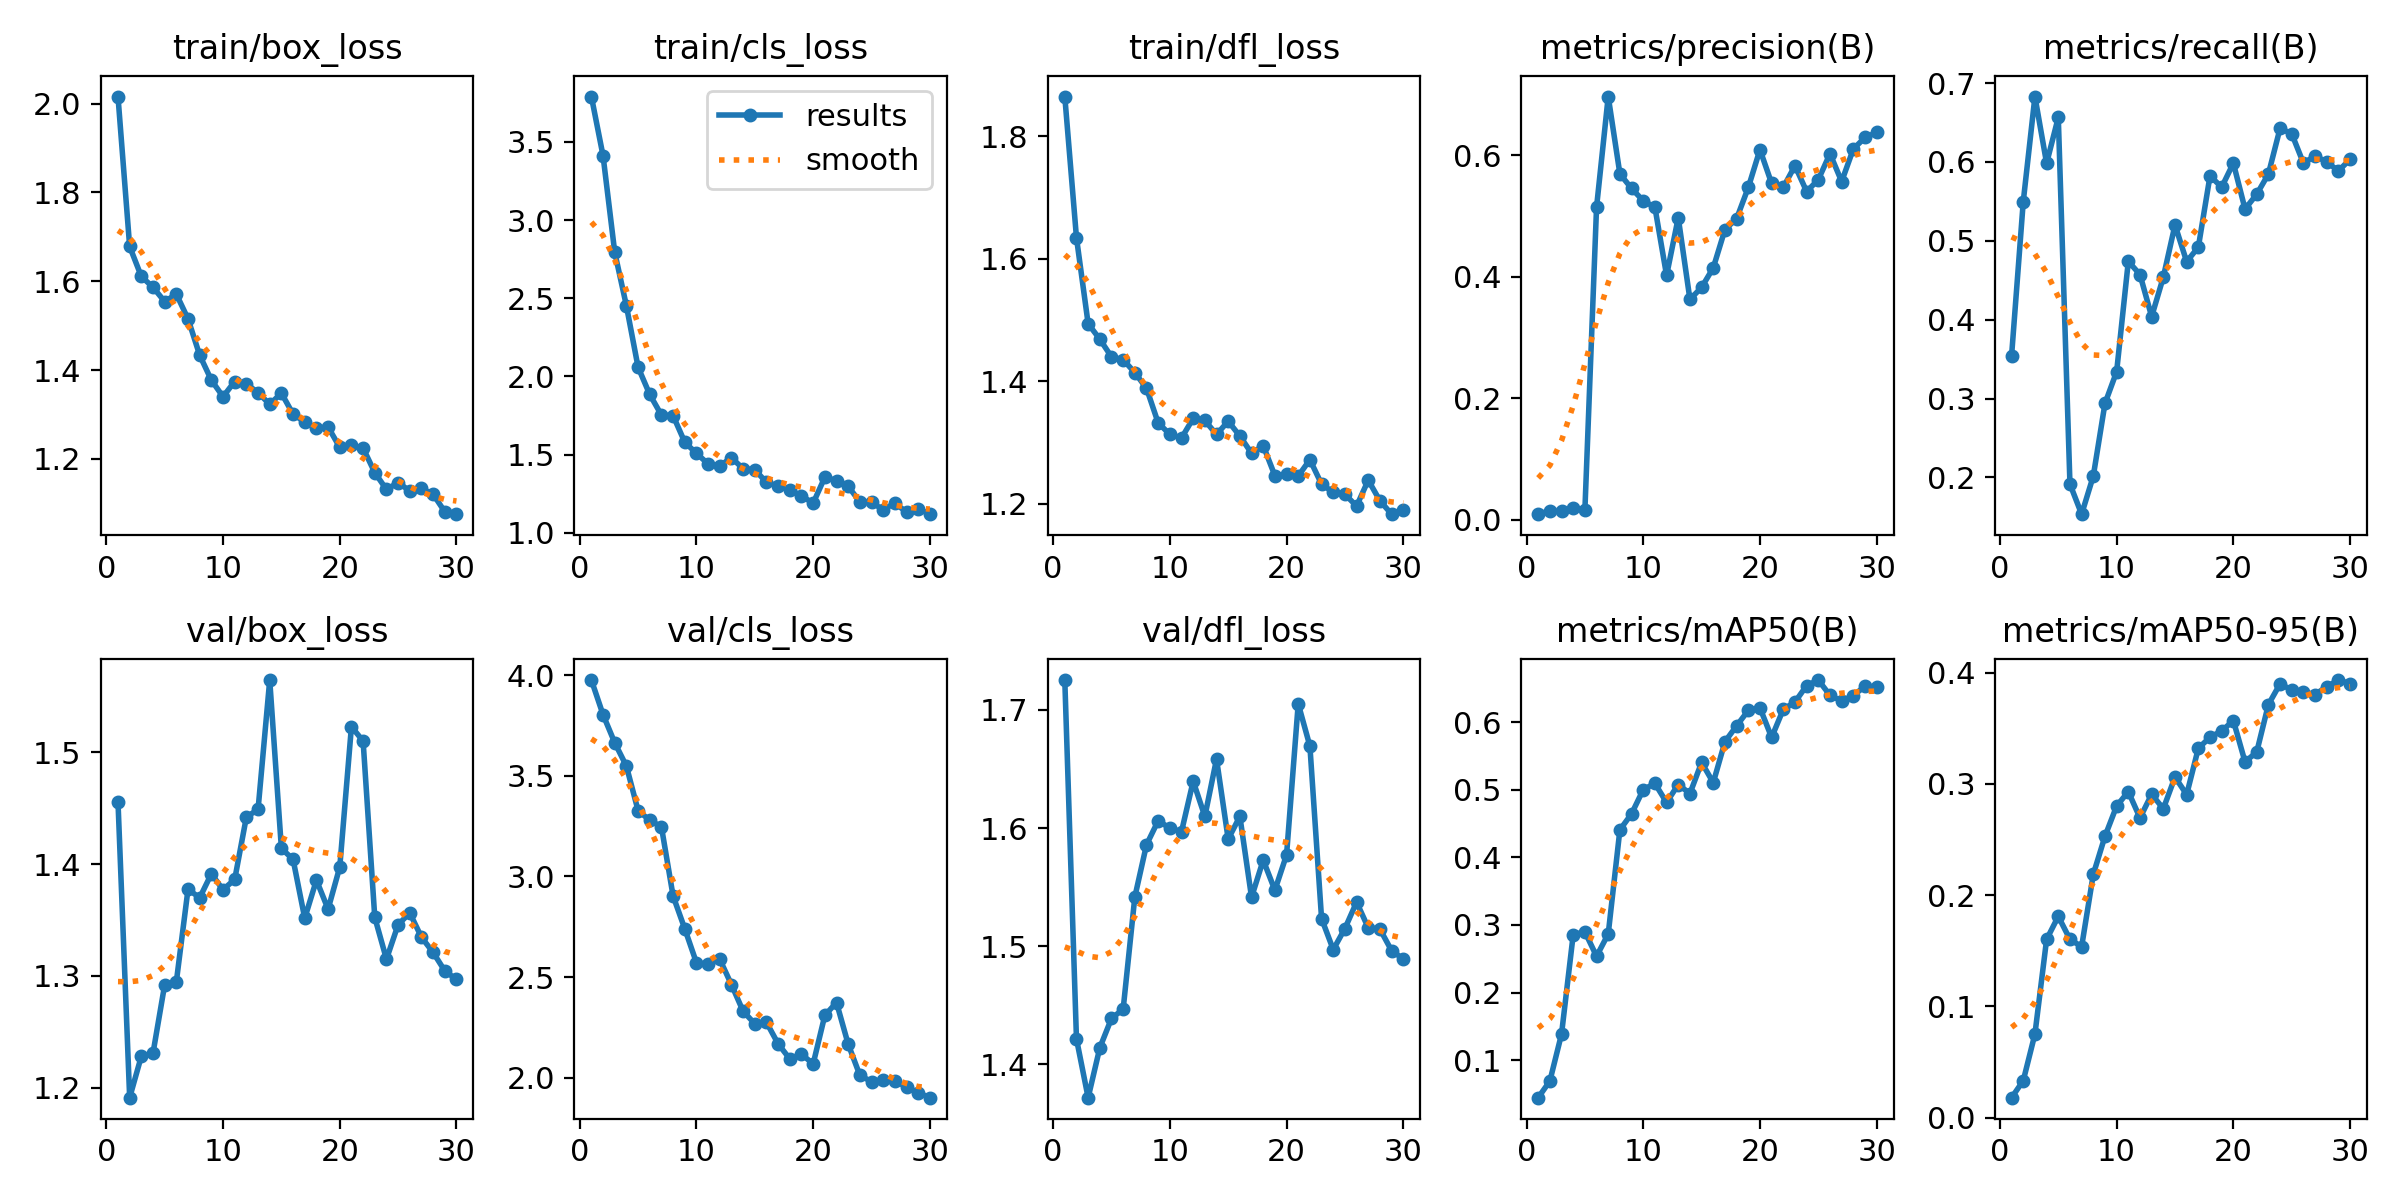 train/box_loss
2.0
1.8
1.6
1.4
1.2
0 10 20 30
train/cls_loss
results
smooth
3.5
3.0
2.5
2.0
1.5
1.0
0 10 20 30
train/dfl_loss
1.8
1.6
1.4
1.2
0 10 20 30
metrics/precision(B)
0.6
0.4
0.2
0.0
0 10 20 30
metrics/recall(B)
0.7
0.6
0.5
0.4
0.3
0.2
0 10 20 30
val/box_loss
1.5
1.4
1.3
1.2
0 10 20 30
val/cls_loss
4.0
3.5
3.0
2.5
2.0
0 10 20 30
val/dfl_loss
1.7
1.6
1.5
1.4
0 10 20 30
metrics/mAP50(B)
0.6
0.5
0.4
0.3
0.2
0.1
0 10 20 30
metrics/mAP50-95(B)
0.4
0.3
0.2
0.1
0.0
0 10 20 30